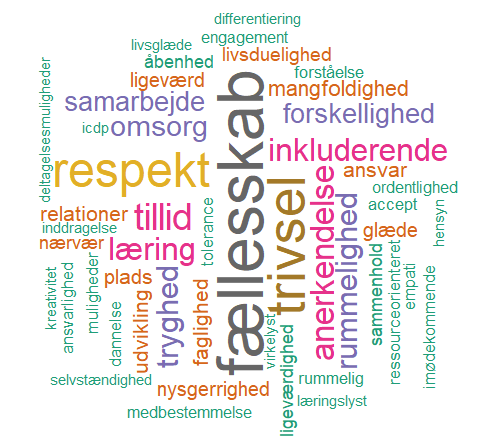 differentiering
engagement
livsglæde
livsduelighed
åbenhed
forståelse
ligeværd
mangfoldighed
deltagelsesmuligheder
samarbejde
forskellighed
icdp
omsorg
fællesskab
inkluderende
respekt
trivsel
anerkendelse
ansvar
ordentlighed
rummelighed
accept
hensyn
relationer
tillid
tolerance
inddragelse
glæde
nærvær
læring
sammenhold
ressourceorienteret
empati
imødekommende
kreativitet
ansvarlighed
muligheder
plads
dannelse
udvikling
tryghed
faglighed
virkelyst
ligeværdighed
selvstændighed
nysgerrighed
rummelig
læringslyst
medbestemmelse